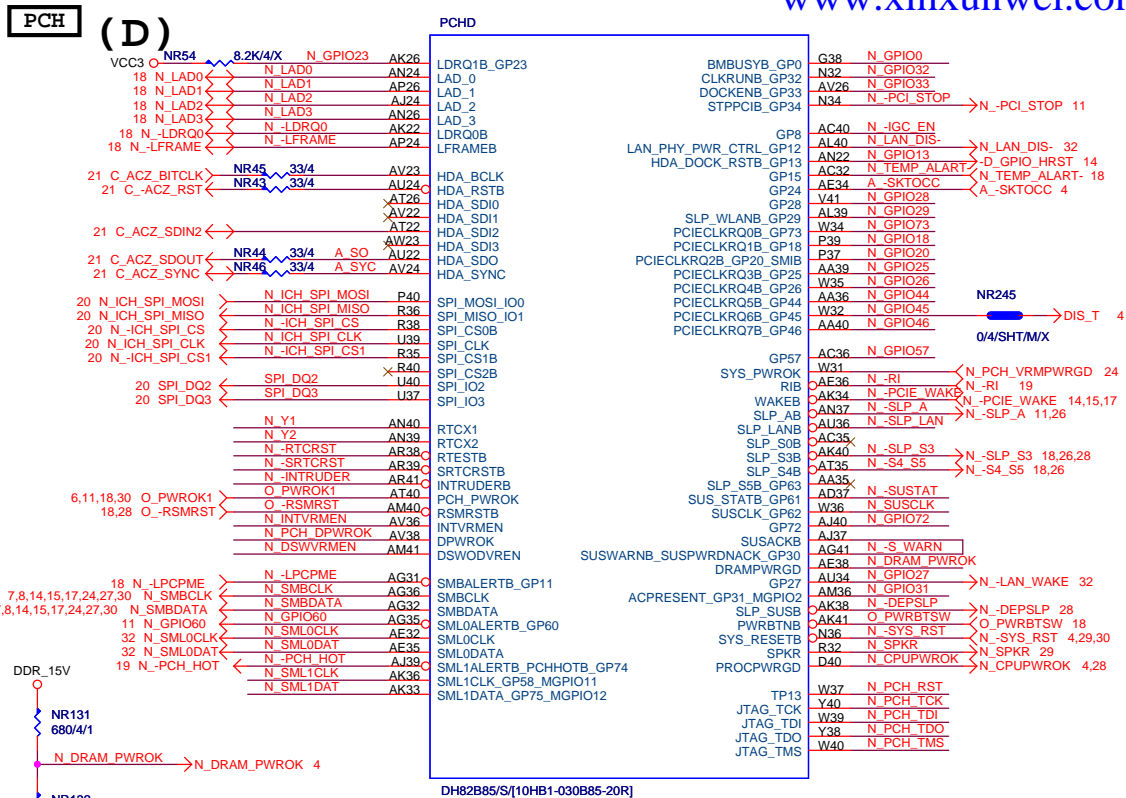 www.xinxunwei.com
PCH (D)
PCHD
VCC3 NR54 8.2K/4/X N_GPIO23 AK26 LDRQ1B_GP23
18 N_LAD0 N_LAD0 AN24 LAD_0
18 N_LAD1 N_LAD1 AP26 LAD_1
18 N_LAD2 N_LAD2 AJ24 LAD_2
18 N_LAD3 N_LAD3 AN26 LAD_3
18 N_-LDRQ0 N_-LDRQ0 AK22 LDRQ0B
18 N_-LFRAME N_-LFRAME AP24 LFRAMEB
21 C_ACZ_BITCLK NR45 33/4 AV23 HDA_BCLK
21 C_-ACZ_RST NR43 33/4 AU24 HDA_RSTB
AT26 HDA_SDI0
AV22 HDA_SDI1
21 C_ACZ_SDIN2 AT22 HDA_SDI2
AW23 HDA_SDI3
21 C_ACZ_SDOUT NR44 33/4 A_SO AU22 HDA_SDO
21 C_ACZ_SYNC NR46 33/4 A_SYC AV24 HDA_SYNC
20 N_ICH_SPI_MOSI N_ICH_SPI_MOSI P40 SPI_MOSI_IO0
20 N_ICH_SPI_MISO N_ICH_SPI_MISO R36 SPI_MISO_IO1
20 N_-ICH_SPI_CS N_-ICH_SPI_CS R38 SPI_CS0B
20 N_ICH_SPI_CLK N_ICH_SPI_CLK U39 SPI_CLK
20 N_-ICH_SPI_CS1 N_-ICH_SPI_CS1 R35 SPI_CS1B
R40 SPI_CS2B
20 SPI_DQ2 SPI_DQ2 U40 SPI_IO2
20 SPI_DQ3 SPI_DQ3 U37 SPI_IO3
N_Y1 AN40 RTCX1
N_Y2 AN39 RTCX2
N_-RTCRST AR38 RTESTB
N_-SRTCRST AR39 SRTCRSTB
N_-INTRUDER AR41 INTRUDERB
6,11,18,30 O_PWROK1 O_PWROK1 AT40 PCH_PWROK
18,28 O_-RSMRST O_-RSMRST AM40 RSMRSTB
N_INTVRMEN AV36 INTVRMEN
N_PCH_DPWROK AV38 DPWROK
N_DSWVRMEN AM41 DSWODVREN
18 N_-LPCPME N_-LPCPME AG31 SMBALERTB_GP11
7,8,14,15,17,24,27,30 N_SMBCLK N_SMBCLK AG36 SMBCLK
7,8,14,15,17,24,27,30 N_SMBDATA N_SMBDATA AG32 SMBDATA
11 N_GPIO60 N_GPIO60 AG35 SML0ALERTB_GP60
32 N_SML0CLK N_SML0CLK AE32 SML0CLK
32 N_SML0DAT N_SML0DAT AE35 SML0DATA
19 N_-PCH_HOT N_-PCH_HOT AJ39 SML1ALERTB_PCHHOTB_GP74
N_SML1CLK AK36 SML1CLK_GP58_MGPIO11
N_SML1DAT AK33 SML1DATA_GP75_MGPIO12
BMBUSYB_GP0 G38 N_GPIO0
CLKRUNB_GP32 N32 N_GPIO32
DOCKENB_GP33 AV26 N_GPIO33
STPPCIB_GP34 N34 N_-PCI_STOP N_-PCI_STOP 11
GP8 AC40 N_-IGC_EN
LAN_PHY_PWR_CTRL_GP12 AL40 N_LAN_DIS- N_LAN_DIS- 32
HDA_DOCK_RSTB_GP13 AN22 N_GPIO13 -D_GPIO_HRST 14
GP15 AC32 N_TEMP_ALART- N_TEMP_ALART- 18
GP24 AE34 A_-SKTOCC A_-SKTOCC 4
GP28 V41 N_GPIO28
SLP_WLANB_GP29 AL39 N_GPIO29
PCIECLKRQ0B_GP73 W34 N_GPIO73
PCIECLKRQ1B_GP18 P39 N_GPIO18
PCIECLKRQ2B_GP20_SMIB P37 N_GPIO20
PCIECLKRQ3B_GP25 AA39 N_GPIO25
PCIECLKRQ4B_GP26 W35 N_GPIO26
PCIECLKRQ5B_GP44 AA36 N_GPIO44
PCIECLKRQ6B_GP45 W32 N_GPIO45 NR245 0/4/SHT/M/X DIS_T 4
PCIECLKRQ7B_GP46 AA40 N_GPIO46
GP57 AC36 N_GPIO57
SYS_PWROK W31 N_PCH_VRMPWRGD 24
RIB AE36 N_-RI N_-RI 19
WAKEB AK34 N_-PCIE_WAKE N_-PCIE_WAKE 14,15,17
SLP_AB AN37 N_-SLP_A N_-SLP_A 11,26
SLP_LANB AU36 N_-SLP_LAN
SLP_S0B AC35
SLP_S3B AK40 N_-SLP_S3 N_-SLP_S3 18,26,28
SLP_S4B AT35 N_-S4_S5 N_-S4_S5 18,26
SLP_S5B_GP63 AA35
SUS_STATB_GP61 AD37 N_-SUSTAT
SUSCLK_GP62 W36 N_SUSCLK
GP72 AJ40 N_GPIO72
SUSACKB AJ37
SUSWARNB_SUSPWRDNACK_GP30 AG41 N_-S_WARN
DRAMPWRGD AE38 N_DRAM_PWROK
GP27 AU34 N_GPIO27 N_-LAN_WAKE 32
ACPRESENT_GP31_MGPIO2 AM36 N_GPIO31
SLP_SUSB AK38 N_-DEPSLP N_-DEPSLP 28
PWRBTNB AK41 O_PWRBTSW O_PWRBTSW 18
SYS_RESETB N36 N_-SYS_RST N_-SYS_RST 4,29,30
SPKR R32 N_SPKR N_SPKR 29
PROCPWRGD D40 N_CPUPWROK N_CPUPWROK 4,28
TP13 W37 N_PCH_RST
JTAG_TCK Y40 N_PCH_TCK
JTAG_TDI W39 N_PCH_TDI
JTAG_TDO Y38 N_PCH_TDO
JTAG_TMS W40 N_PCH_TMS
DDR_15V
NR131
680/4/1
N_DRAM_PWROK N_DRAM_PWROK 4
DH82B85/S/[10HB1-030B85-20R]